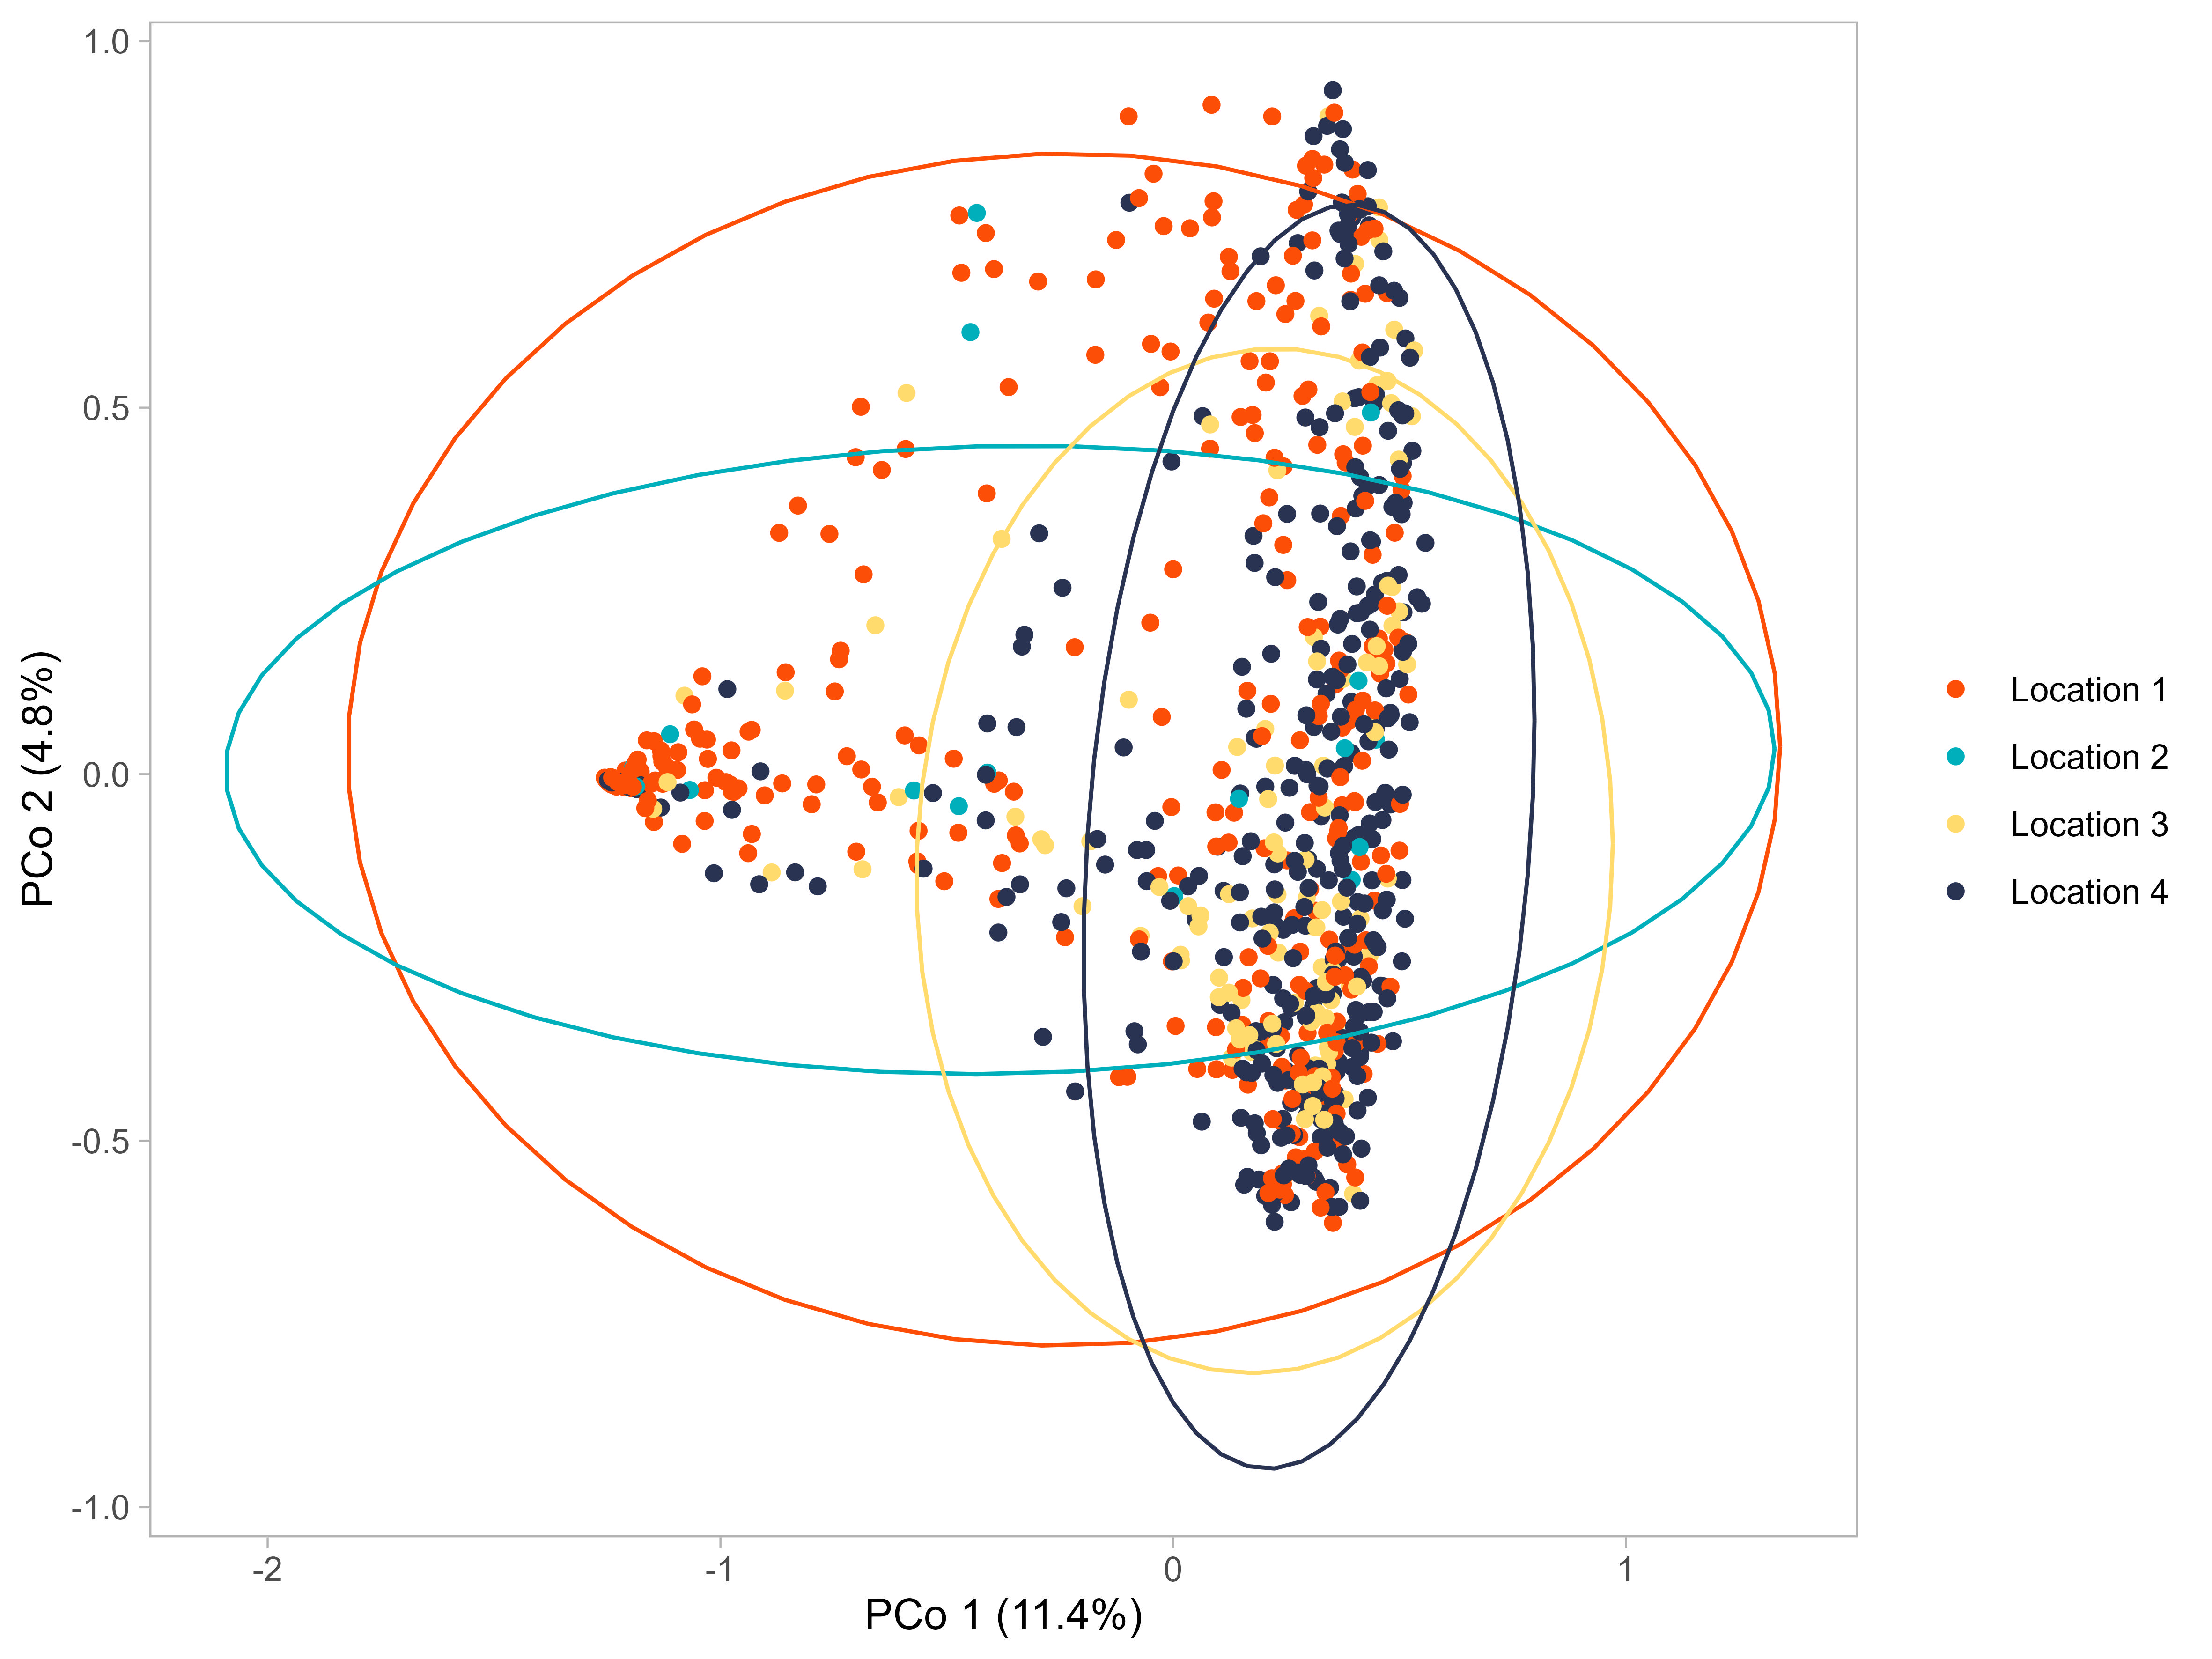 1.0
0.5
0.0
-0.5
-1.0
PCo 2 (4.8%)
-2
-1
0
1
PCo 1 (11.4%)
Location 1
Location 2
Location 3
Location 4